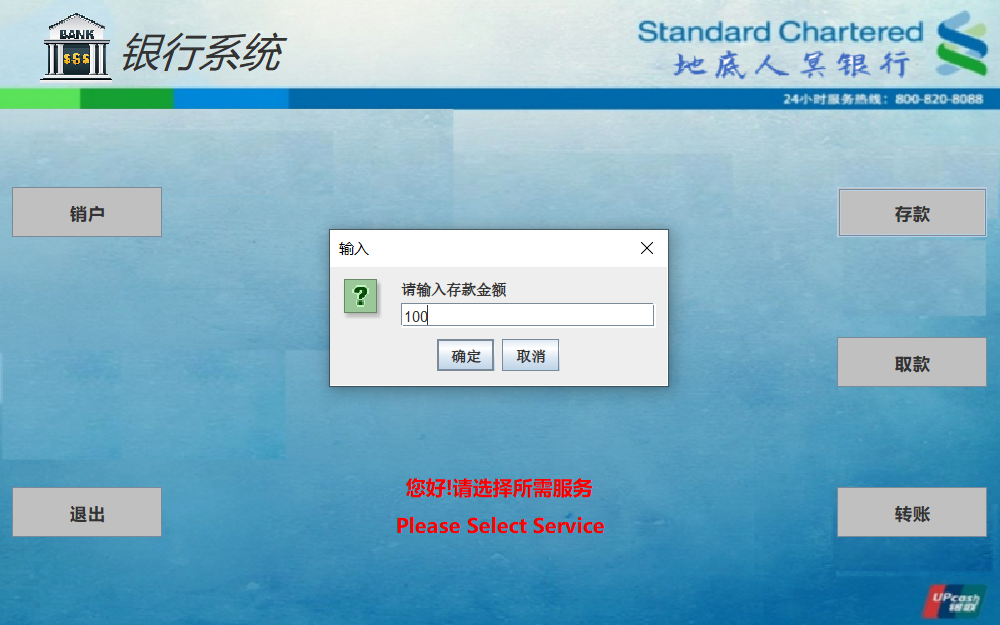 BANK
$$$
银行系统
Standard Chartered
地底人冥银行
24小时服务热线：800-820-8088
销户
存款
输入
请输入存款金额
100
确定
取消
取款
您好!请选择所需服务
Please Select Service
退出
转账
UPcash
银联